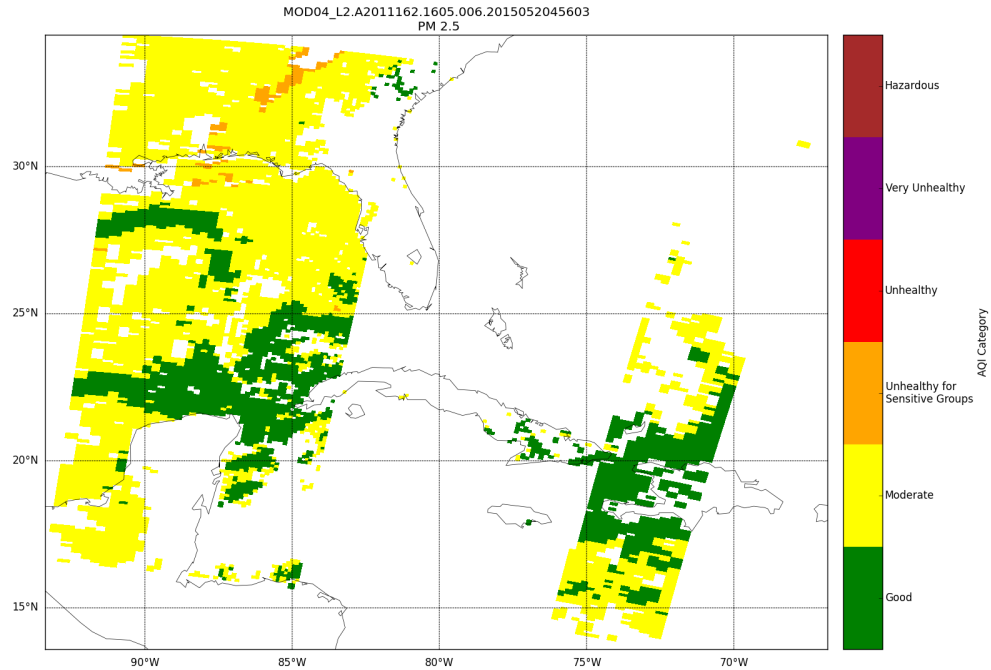 MOD04_L2.A2011162.1605.006.2015052045603
PM 2.5
30°N
25°N
20°N
15°N
90°W
85°W
80°W
75°W
70°W
Hazardous
Very Unhealthy
Unhealthy
Unhealthy for
Sensitive Groups
Moderate
Good
AQI Category